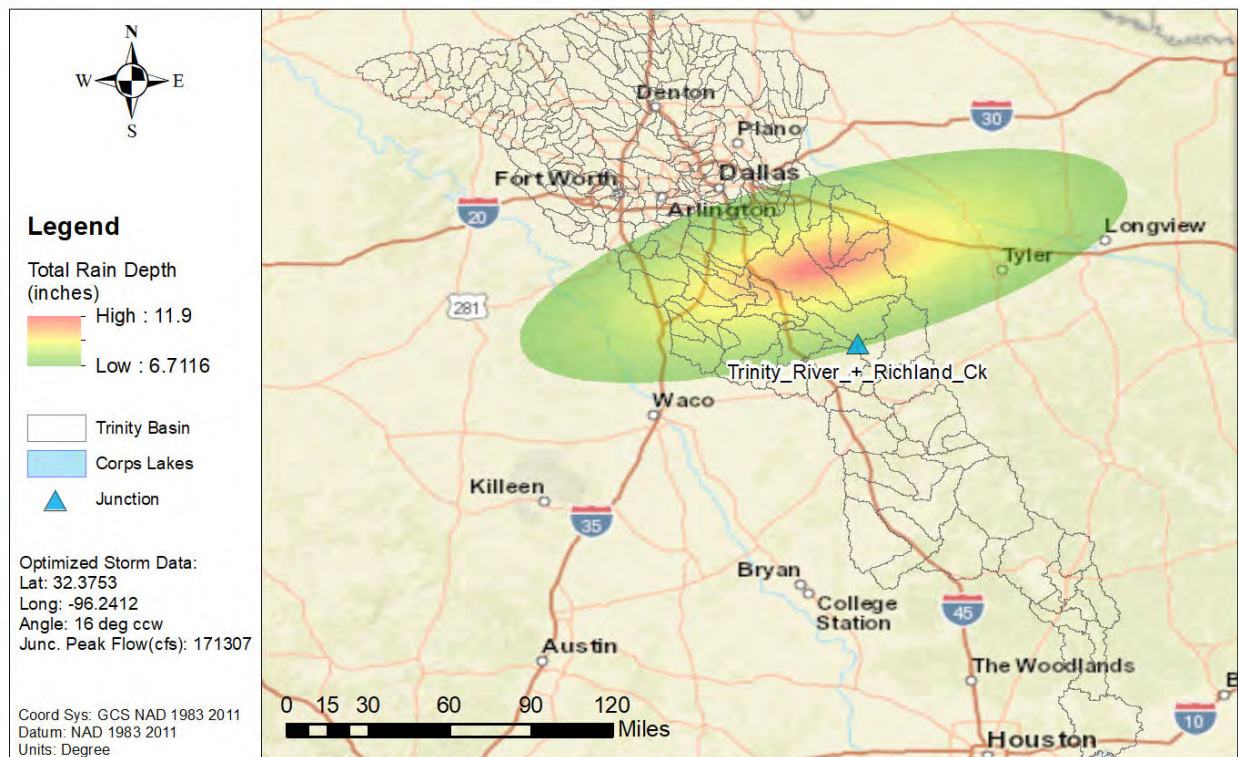 N
W E
S
Legend
Total Rain Depth
(inches)
High : 11.9
Low : 6.7116
Trinity Basin
Corps Lakes
Junction
Optimized Storm Data:
Lat: 32.3753
Long: -96.2412
Angle: 16 deg ccw
Junc. Peak Flow(cfs): 171307
Coord Sys: GCS NAD 1983 2011
Datum: NAD 1983 2011
Units: Degree
Denton
30
Plano
Dallas
Fort Worth
Arlington
20
Longview
Tyler
281
Trinity_River_+_Richland_Ck
Waco
Killeen
35
Bryan
College
Station
45
Austin
The Woodlands
B
10
Houston
0 15 30 60 90 120
Miles